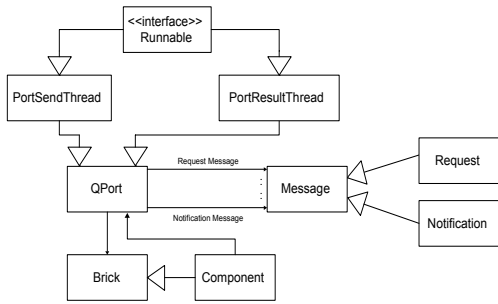 <<interface>>
Runnable
PortSendThread
PortResultThread
Request Message
QPort
Message
Request
Notification Message
Notification
Brick
Component